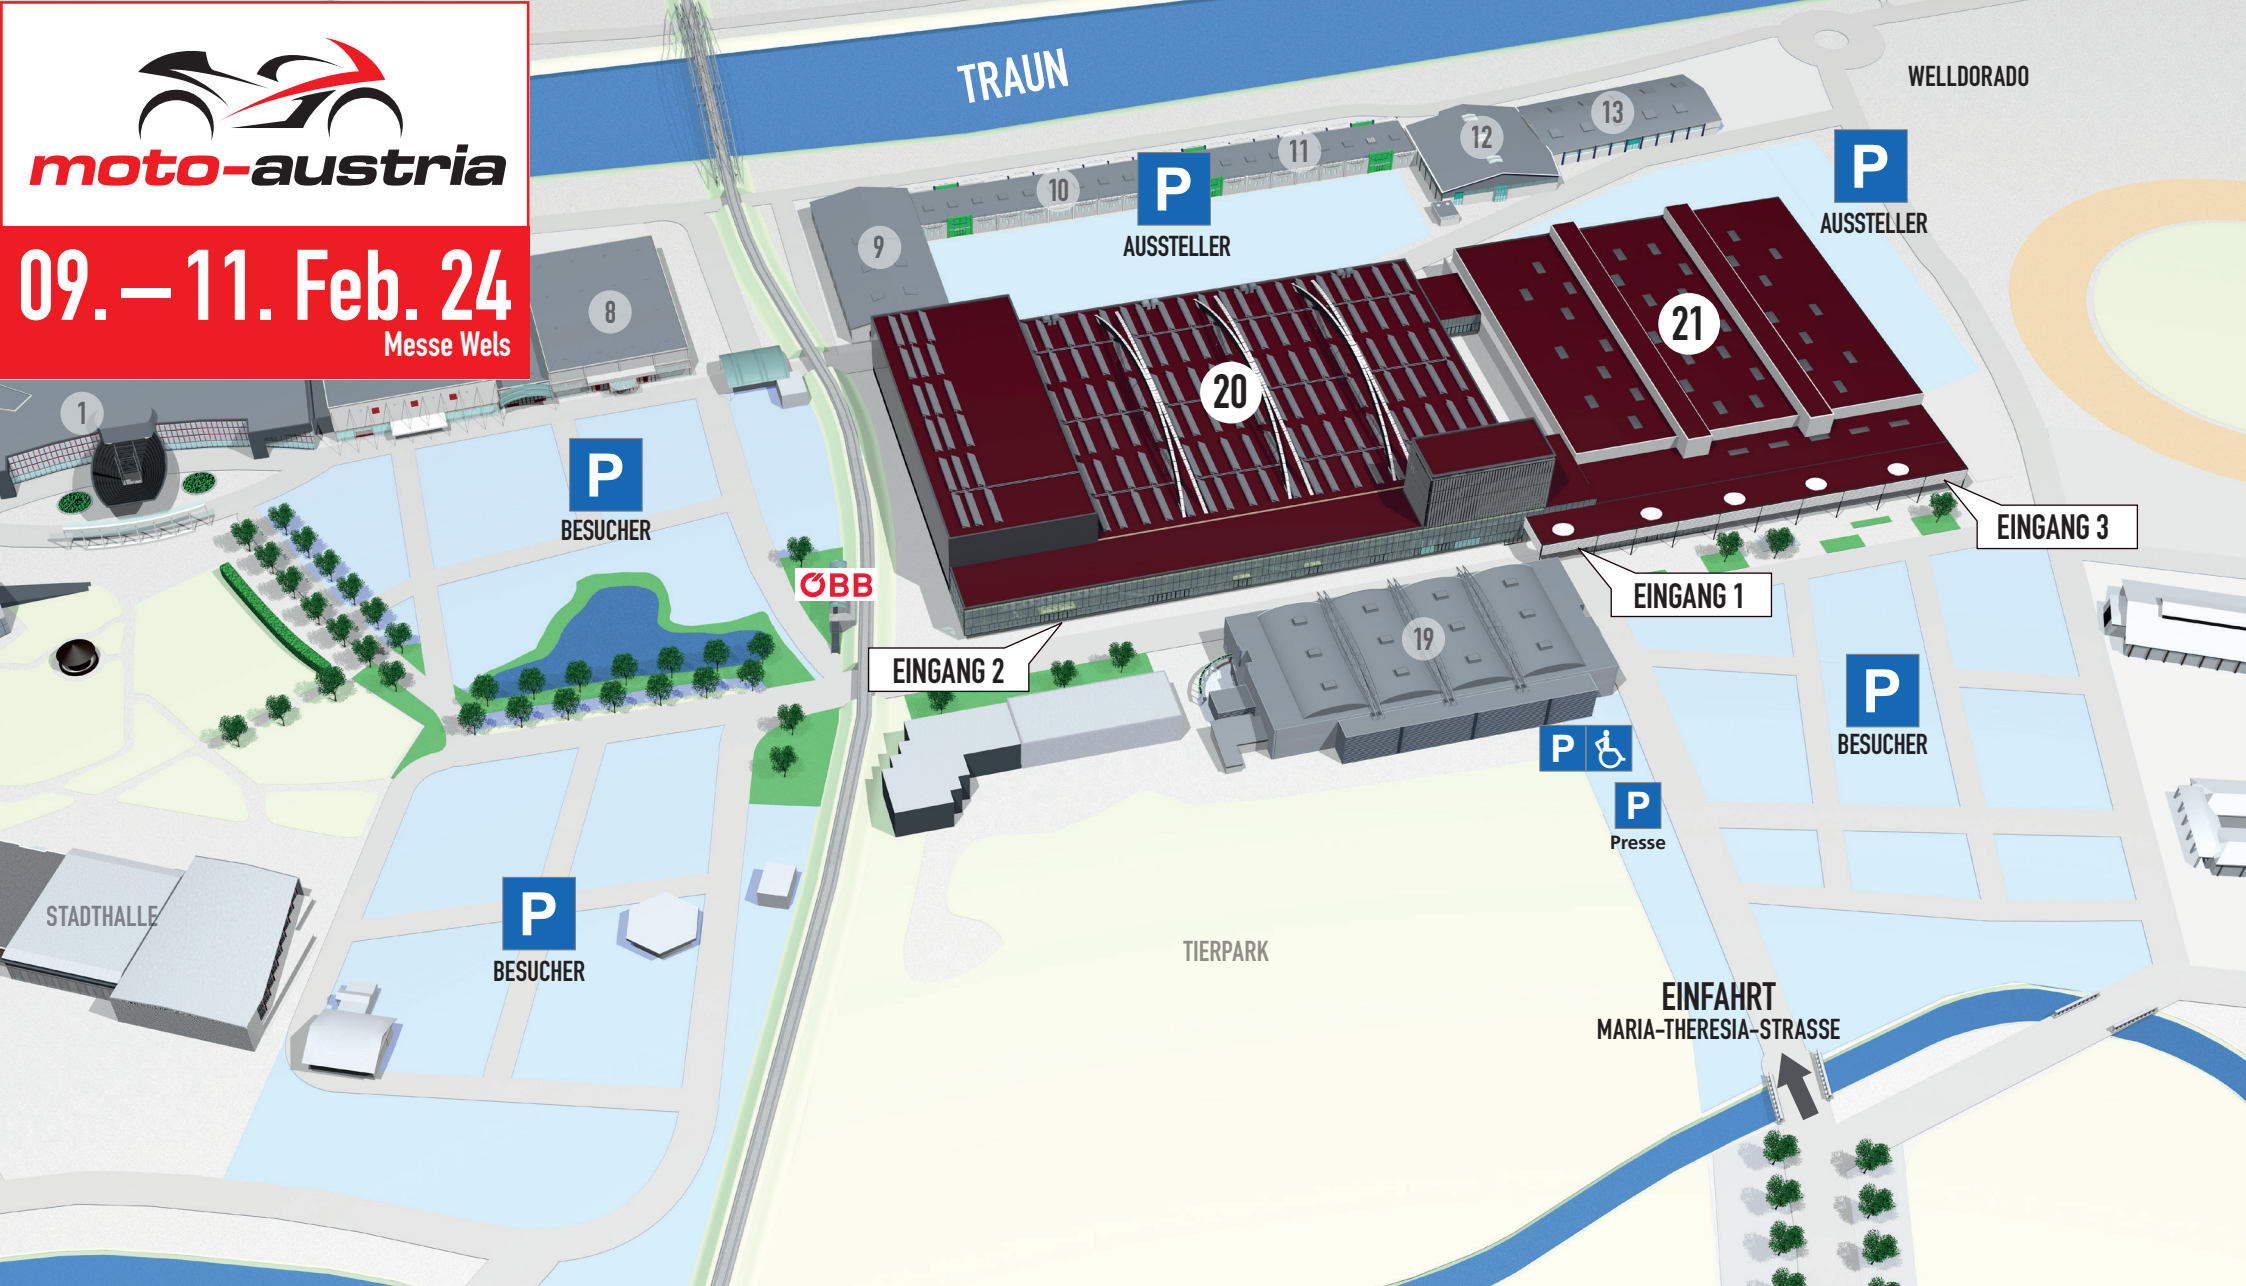 moto-austria
09. – 11. Feb. 24
Messe Wels
TRAUN
WELLDORADO
13
12
11
10
9
8
1
P
AUSSTELLER
P
AUSSTELLER
21
20
P
BESUCHER
ÖBB
EINGANG 3
EINGANG 1
EINGANG 2
19
P
BESUCHER
P
P
Presse
STADTHALLE
P
BESUCHER
TIERPARK
EINFAHRT
MARIA-THERESIA-STRASSE